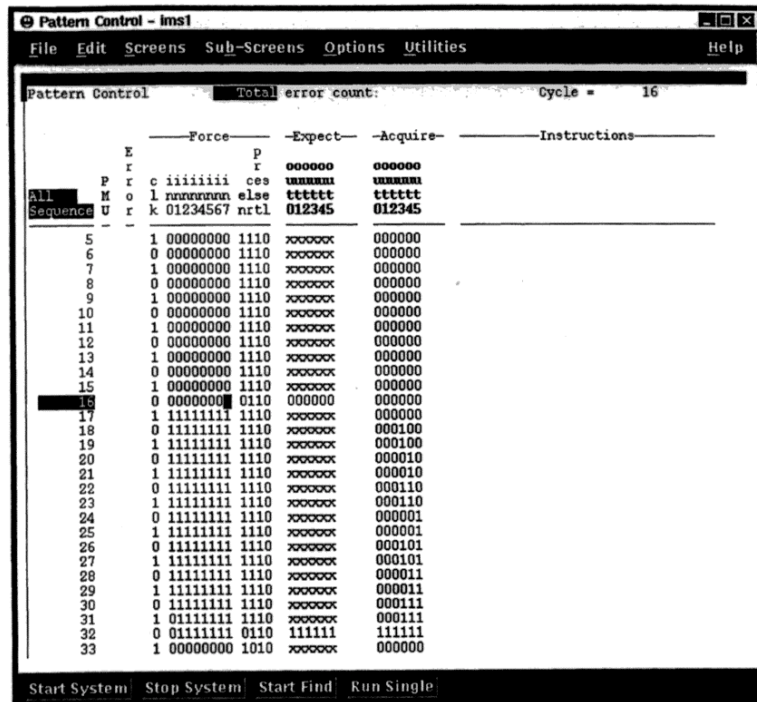 Pattern Control - ims1
File Edit Screens Sub-Screens Options Utilities Help
Pattern Control Total error count: Cycle = 16
Force Expect Acquire Instructions
E p
r r oooooo oooooo
P r c iiiiiiii ces uuuuuu uuuuuu
All M o l nnnnnnnn else tttttt tttttt
Sequence U r k 01234567 nrtl 012345 012345
5 1 00000000 1110 xxxxxx 000000
6 0 00000000 1110 xxxxxx 000000
7 1 00000000 1110 xxxxxx 000000
8 0 00000000 1110 xxxxxx 000000
9 1 00000000 1110 xxxxxx 000000
10 0 00000000 1110 xxxxxx 000000
11 1 00000000 1110 xxxxxx 000000
12 0 00000000 1110 xxxxxx 000000
13 1 00000000 1110 xxxxxx 000000
14 0 00000000 1110 xxxxxx 000000
15 1 00000000 1110 xxxxxx 000000
16 0 0000000 0110 000000 000000
17 1 11111111 1110 xxxxxx 000000
18 0 11111111 1110 xxxxxx 000100
19 1 11111111 1110 xxxxxx 000100
20 0 11111111 1110 xxxxxx 000010
21 1 11111111 1110 xxxxxx 000010
22 0 11111111 1110 xxxxxx 000110
23 1 11111111 1110 xxxxxx 000110
24 0 11111111 1110 xxxxxx 000001
25 1 11111111 1110 xxxxxx 000001
26 0 11111111 1110 xxxxxx 000101
27 1 11111111 1110 xxxxxx 000101
28 0 11111111 1110 xxxxxx 000011
29 1 11111111 1110 xxxxxx 000011
30 0 11111111 1110 xxxxxx 000111
31 1 01111111 1110 xxxxxx 000111
32 0 01111111 0110 111111 111111
33 1 00000000 1010 xxxxxx 000000
Start System Stop System Start Find Run Single